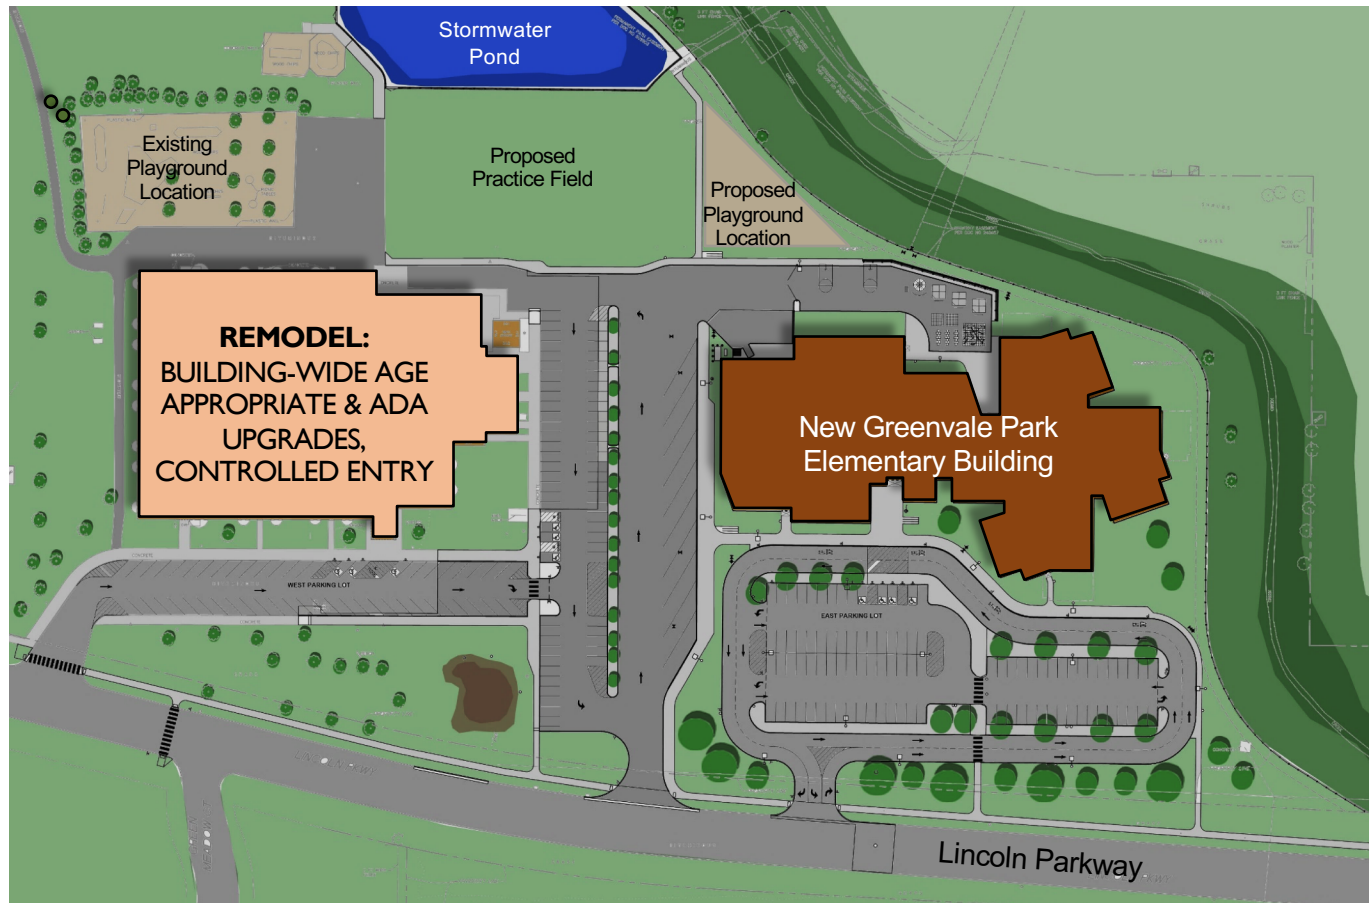 Stormwater
Pond
Existing
Playground
Location
Proposed
Practice Field
Proposed
Playground
Location
REMODEL:
BUILDING-WIDE AGE
APPROPRIATE & ADA
UPGRADES,
CONTROLLED ENTRY
New Greenvale Park
Elementary Building
WEST PARKING LOT
EAST PARKING LOT
Lincoln Parkway